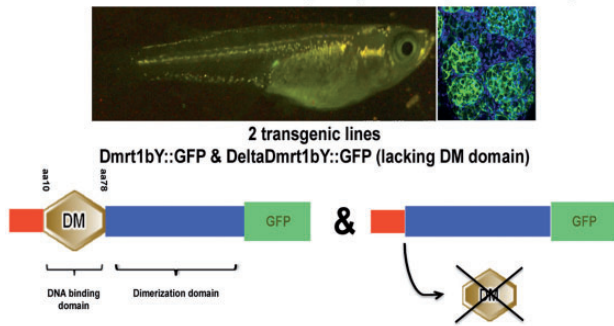 2 transgenic lines
Dmrt1bY::GFP & DeltaDmrt1bY::GFP (lacking DM domain)
aa10
aa78
DM
GFP
&
GFP
DM
DNA binding
domain
Dimerization domain